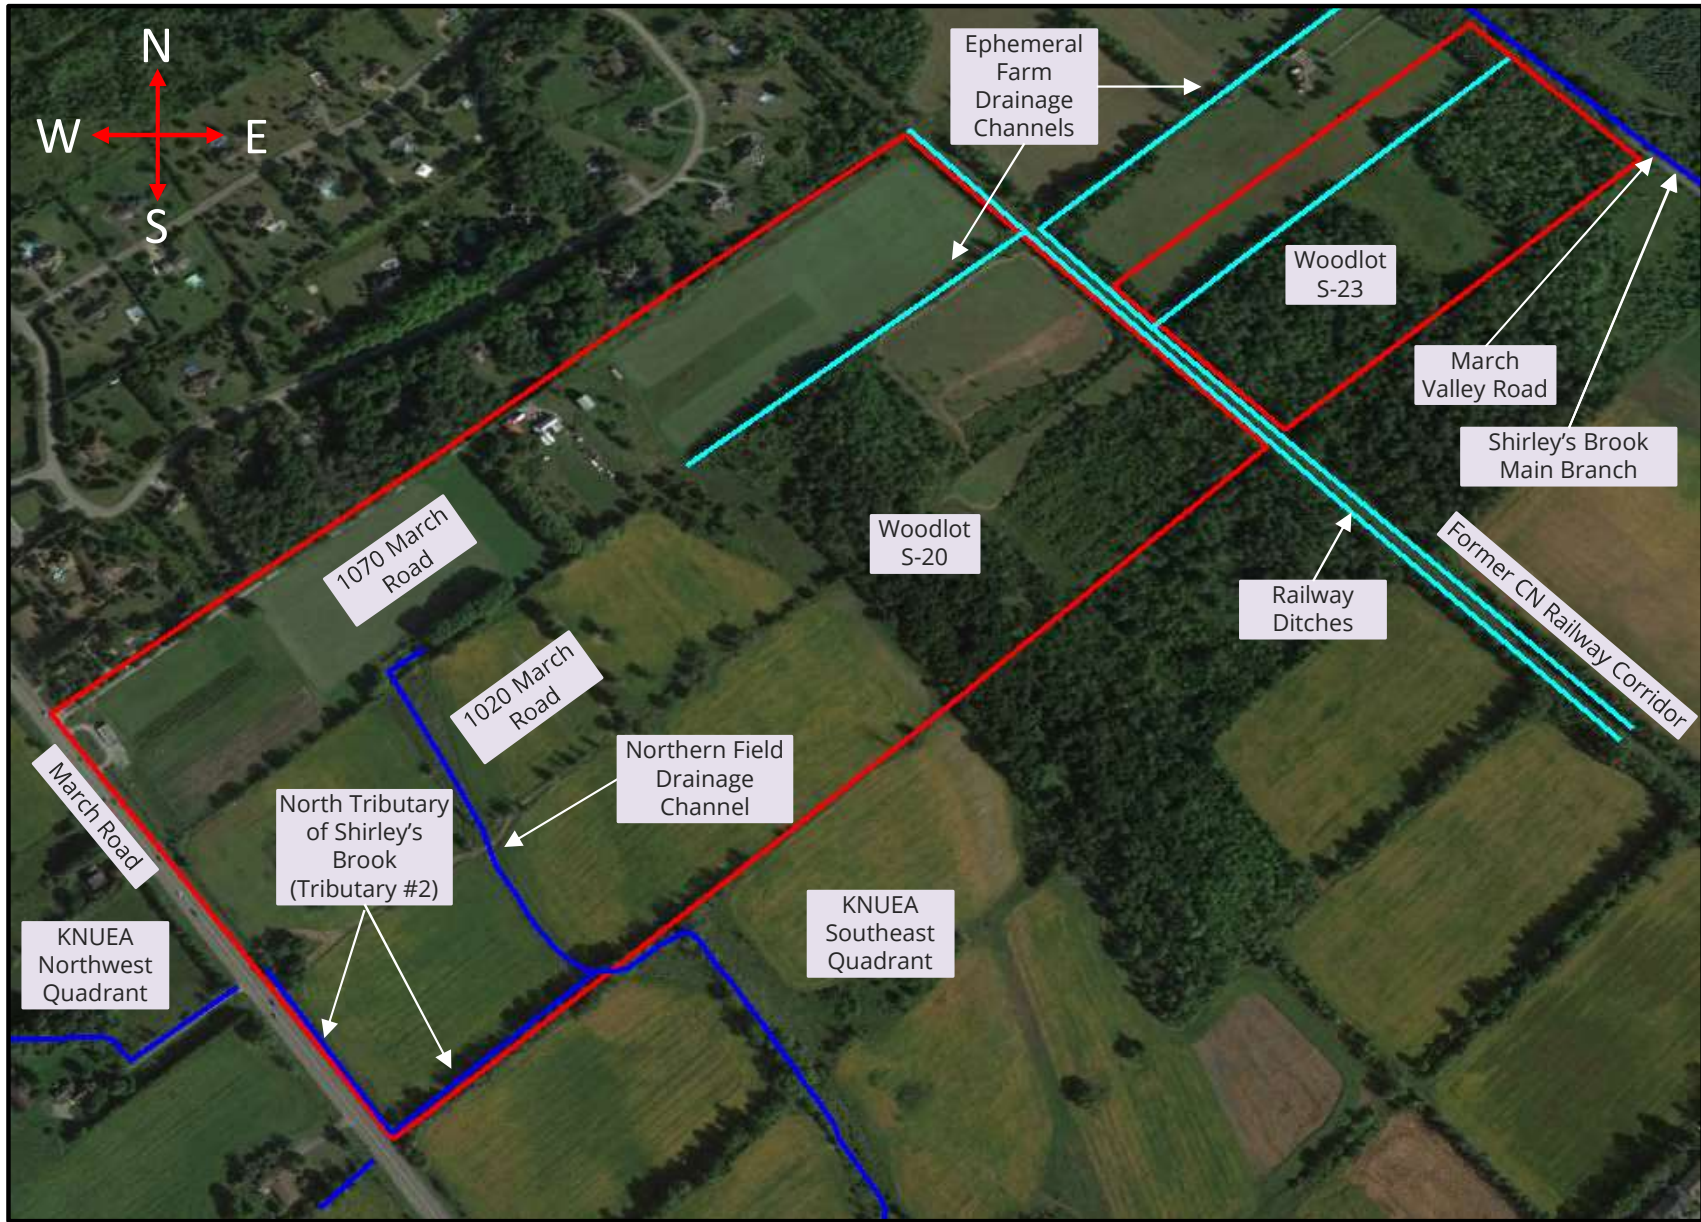 N
W
E
S
Ephemeral
Farm
Drainage
Channels
Woodlot
S-23
March
Valley Road
Shirley's Brook
Main Branch
1070 March
Road
Woodlot
S-20
Former CN Railway Corridor
Railway
Ditches
1020 March
Road
Northern Field
Drainage
Channel
March Road
North Tributary
of Shirley's
Brook
(Tributary #2)
KNUEA
Northwest
Quadrant
KNUEA
Southeast
Quadrant